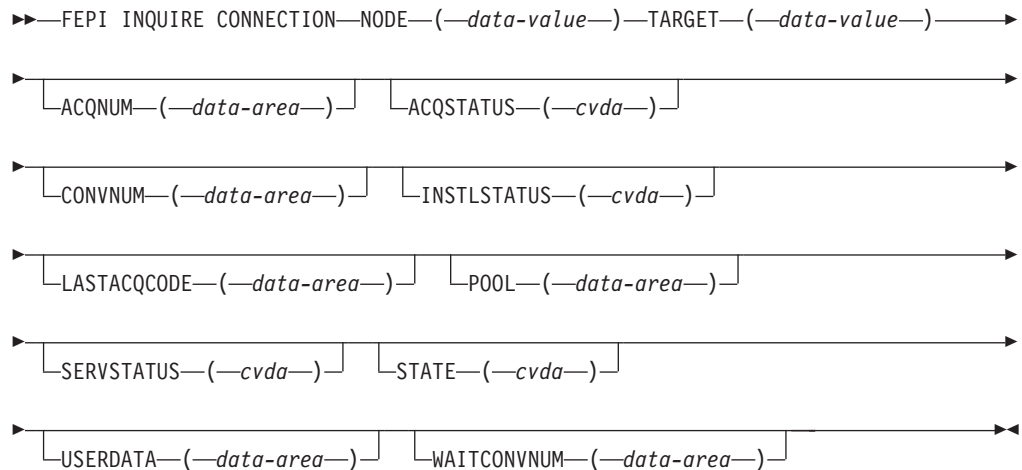 FEPI INQUIRE CONNECTION NODE ( data-value ) TARGET ( data-value )
ACQNUM ( data-area ) ACQSTATUS ( cvda )
CONVNUM ( data-area ) INSTLSTATUS ( cvda )
LASTACQCODE ( data-area ) POOL ( data-area )
SERVSTATUS ( cvda ) STATE ( cvda )
USERDATA ( data-area ) WAITCONVNUM ( data-area )